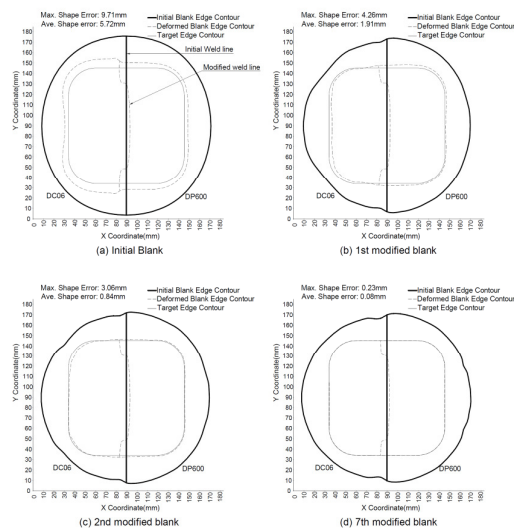 Max. Shape Error: 9.71mm
Ave. Shape error: 5.72mm
Initial Blank Edge Contour
Deformed Blank Edge Contour
Target Edge Contour
Initial Weld line
Modified weld line
DC06
DP600
Y Coordinate(mm)
0 10 20 30 40 50 60 70 80 90 100 110 120 130 140 150 160 170 180
0 10 20 30 40 50 60 70 80 90 100 110 120 130 140 150 160 170 180
X Coordinate(mm)
(a) Initial Blank
Max. Shape Error: 4.26mm
Ave. Shape error: 1.91mm
Initial Blank Edge Contour
Deformed Blank Edge Contour
Target Edge Contour
DC06
DP600
Y Coordinate(mm)
0 10 20 30 40 50 60 70 80 90 100 110 120 130 140 150 160 170 180
0 10 20 30 40 50 60 70 80 90 100 110 120 130 140 150 160 170 180
X Coordinate(mm)
(b) 1st modified blank
Max. Shape Error: 3.06mm
Ave. Shape error: 0.84mm
Initial Blank Edge Contour
Deformed Blank Edge Contour
Target Edge Contour
DC06
DP600
Y Coordinate(mm)
0 10 20 30 40 50 60 70 80 90 100 110 120 130 140 150 160 170 180
0 10 20 30 40 50 60 70 80 90 100 110 120 130 140 150 160 170 180
X Coordinate(mm)
(c) 2nd modified blank
Max. Shape Error: 0.23mm
Ave. Shape error: 0.08mm
Initial Blank Edge Contour
Deformed Blank Edge Contour
Target Edge Contour
DC06
DP600
Y Coordinate(mm)
0 10 20 30 40 50 60 70 80 90 100 110 120 130 140 150 160 170 180
0 10 20 30 40 50 60 70 80 90 100 110 120 130 140 150 160 170 180
X Coordinate(mm)
(d) 7th modified blank